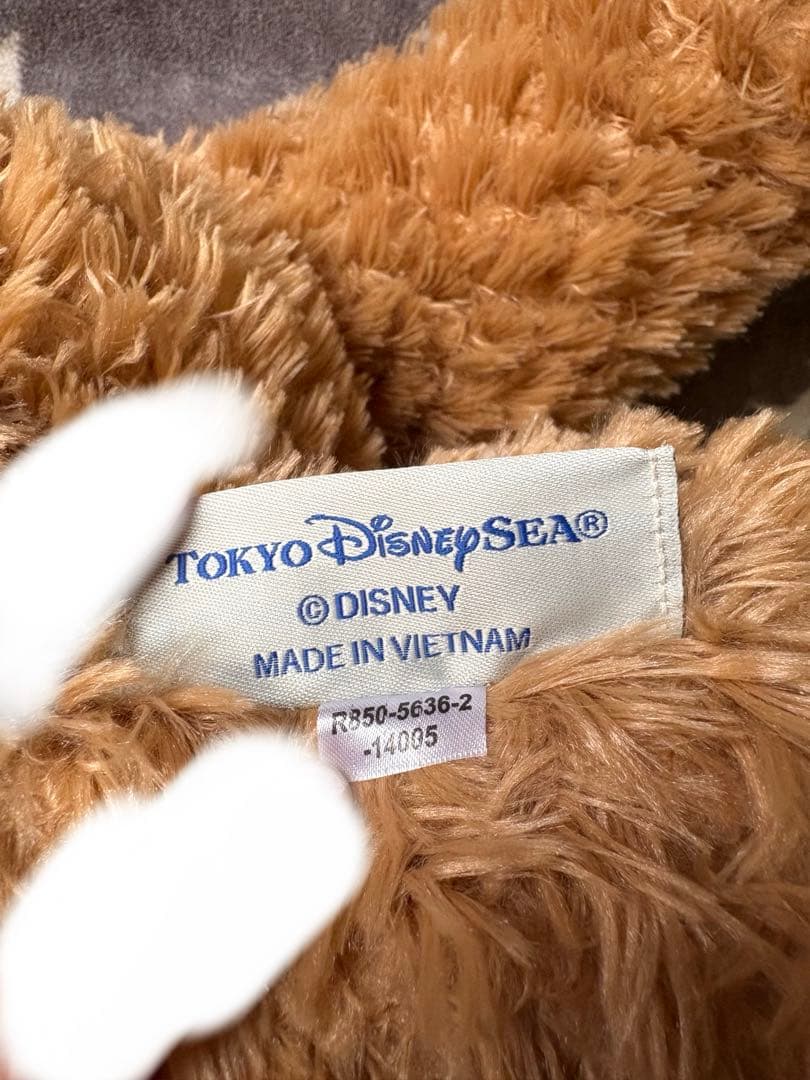 TOKYO DISNEYSEA®
© DISNEY
MADE IN VIETNAM
R850-5636-2
-14005